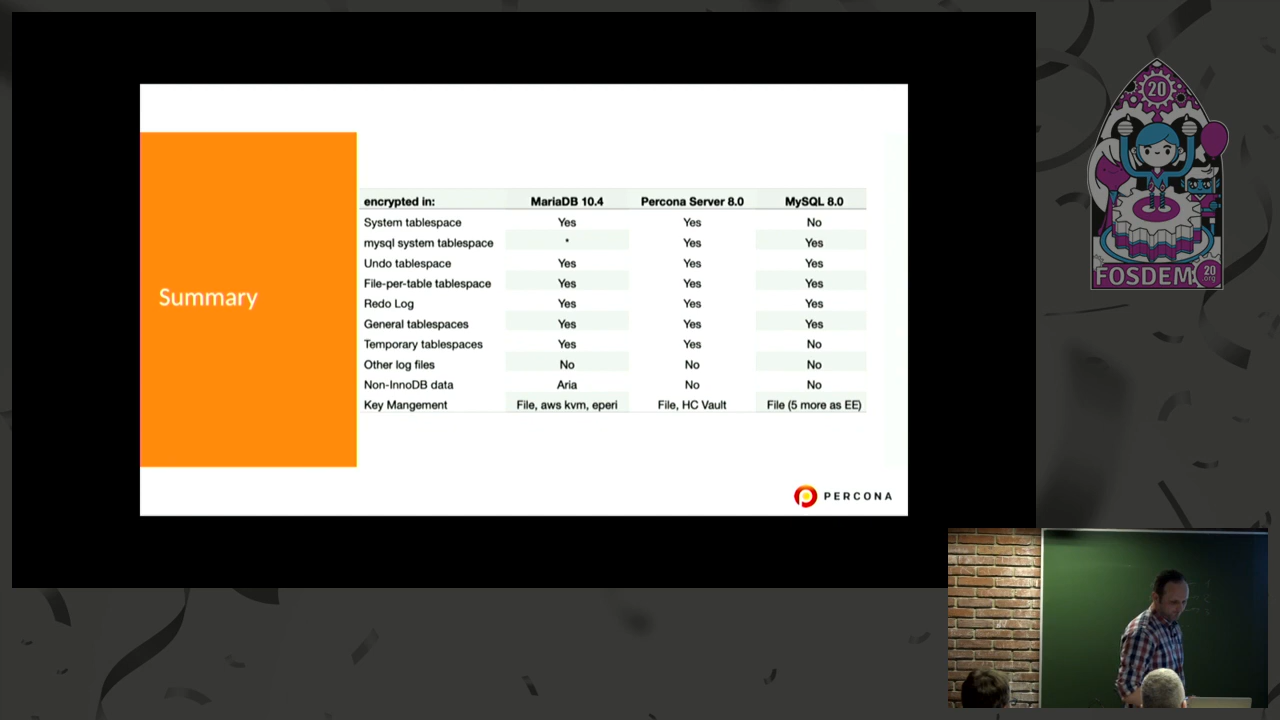 Summary
encrypted in: MariaDB 10.4 Percona Server 8.0 MySQL 8.0
System tablespace Yes Yes No
mysql system tablespace * Yes Yes
Undo tablespace Yes Yes Yes
File-per-table tablespace Yes Yes Yes
Redo Log Yes Yes Yes
General tablespaces Yes Yes Yes
Temporary tablespaces Yes Yes No
Other log files No No No
Non-InnoDB data Aria No No
Key Mangement File, aws kvm, eperi File, HC Vault File (5 more as EE)
PERCONA
20
FOSDEM
20
.org